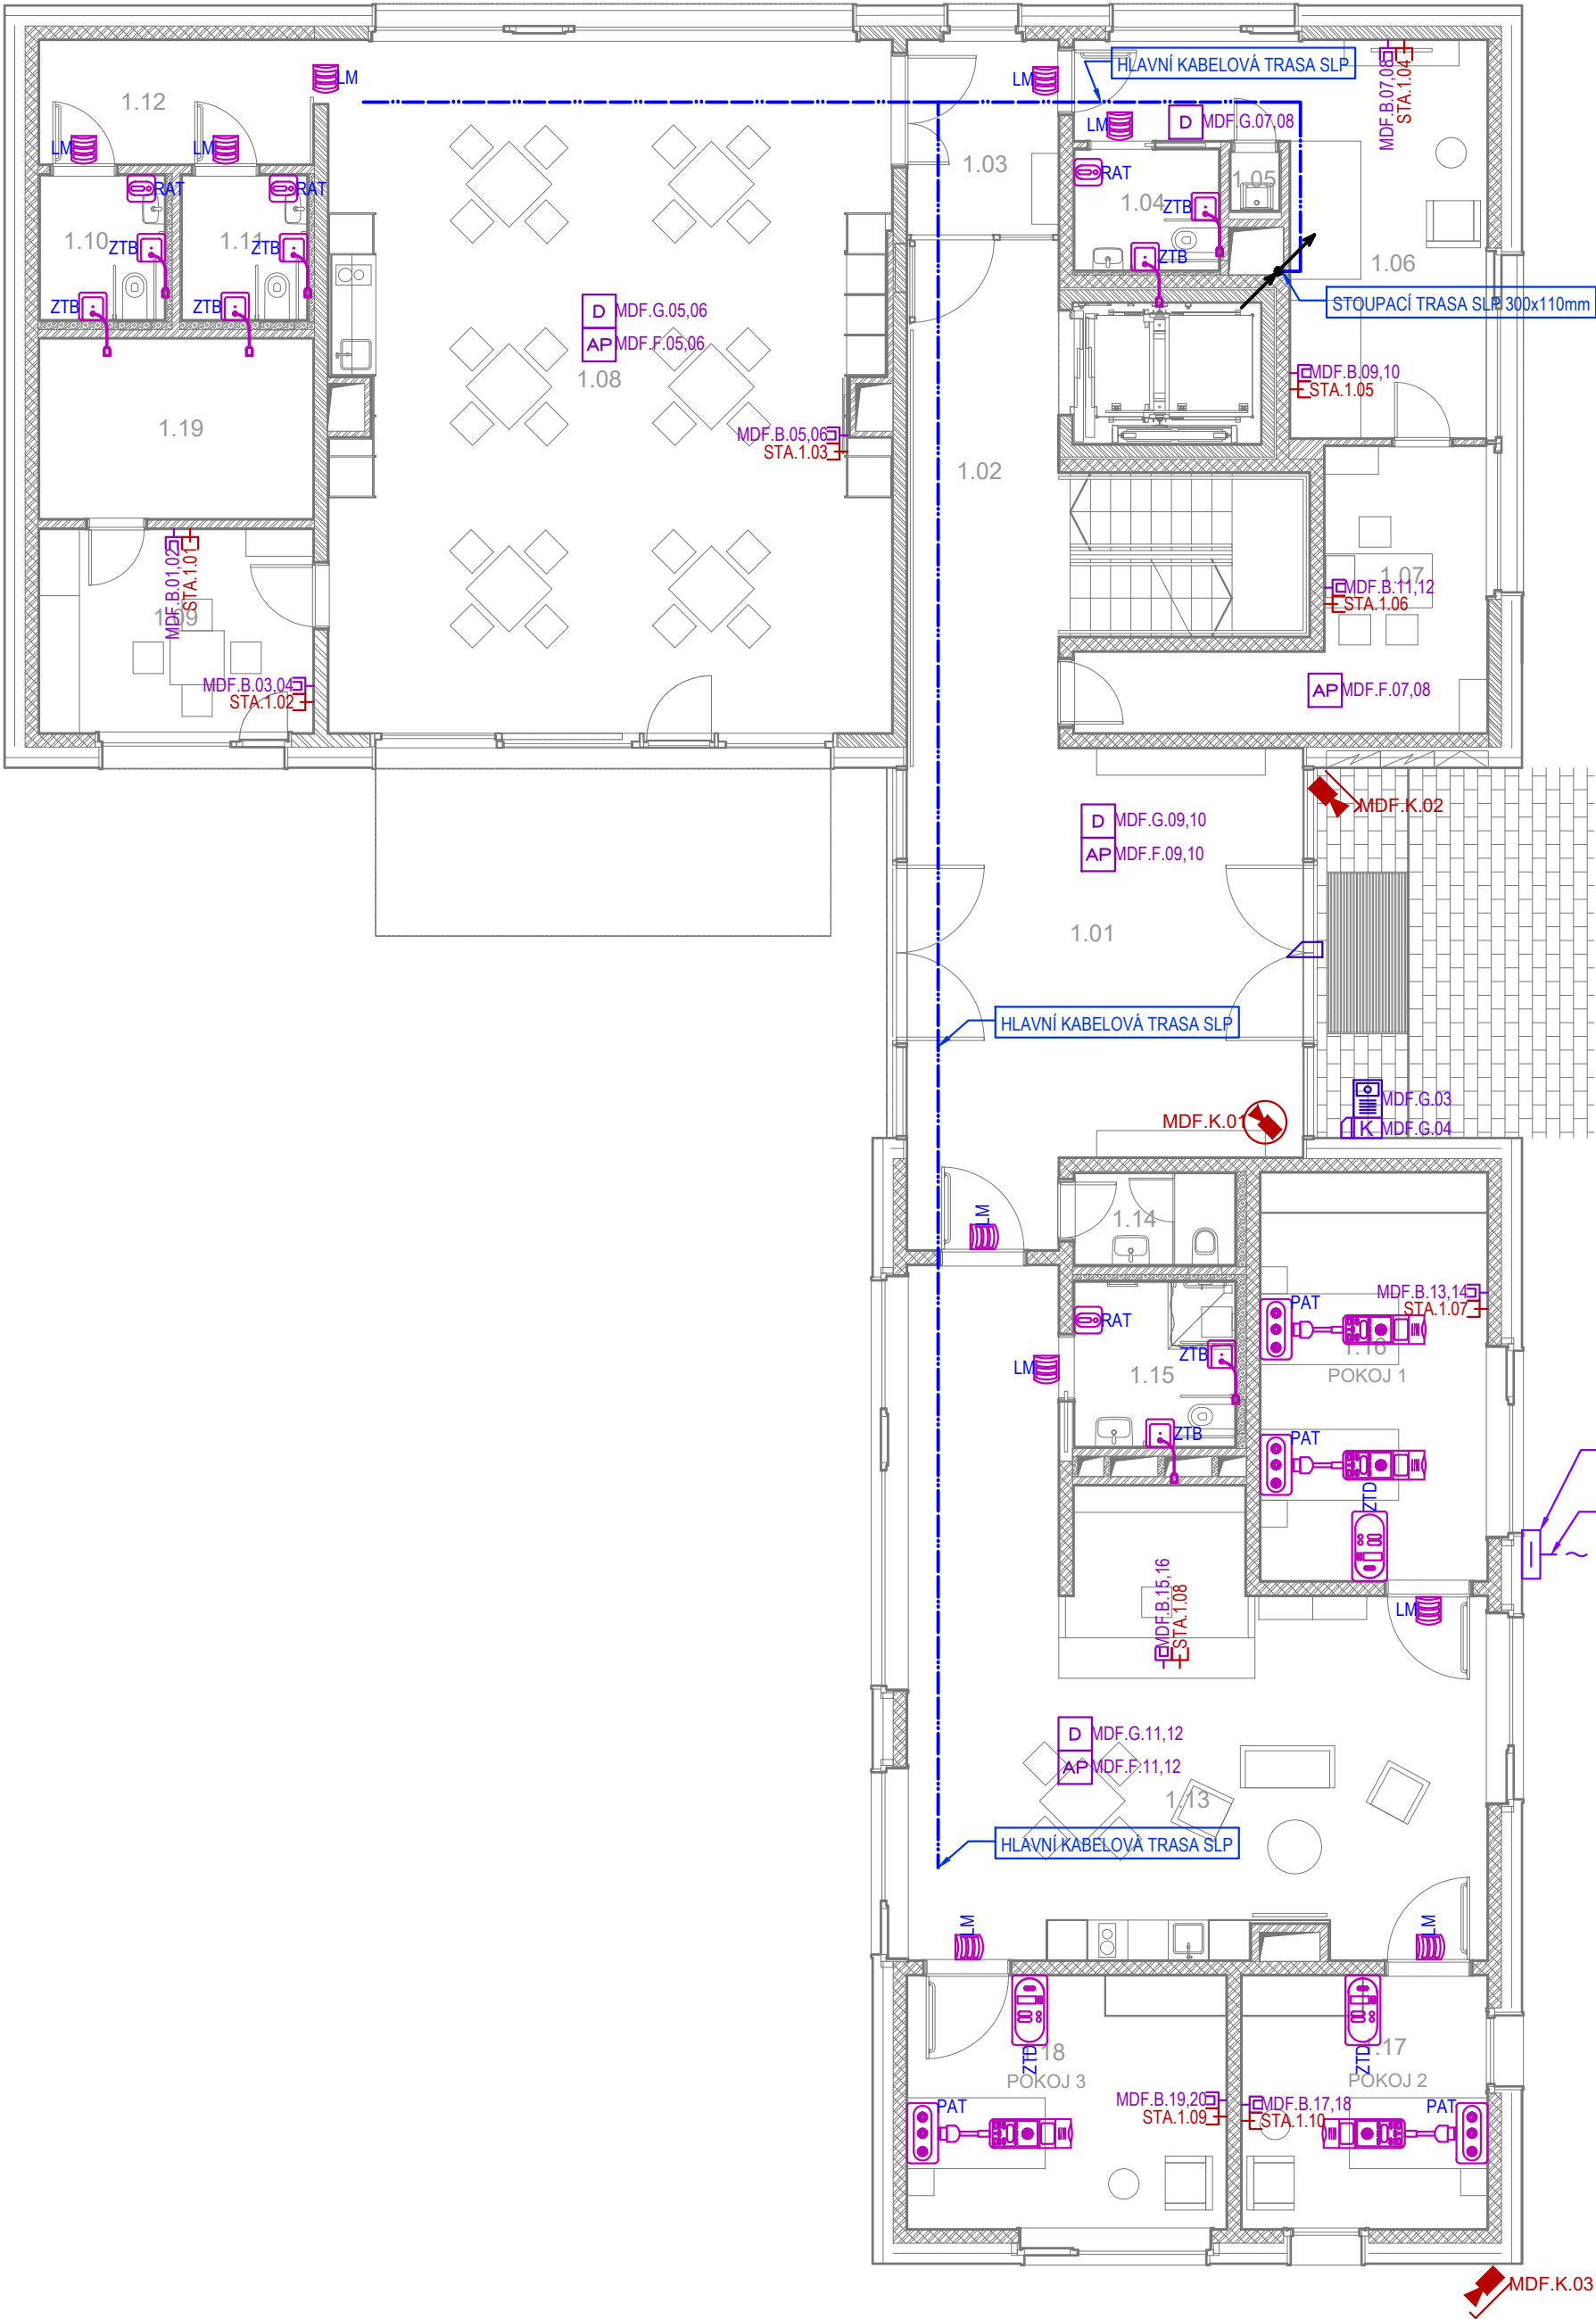 LM
1.12
LM
LM
RAT
RAT
1.10
ZTB
1.11
ZTB
ZTB
ZTB
1.19
MDF.B.01,02
STA.1.01
1.09
MDF.B.03,04
STA.1.02
D MDF.G.05,06
AP MDF.F.05,06
1.08
MDF.B.05,06
STA.1.03
LM
HLAVNÍ KABELOVÁ TRASA SLP
LM
D MDF.G.07,08
1.03
RAT
1.04
ZTB
ZTB
1.05
MDF.B.07,08
STA.1.04
1.06
STOUPACÍ TRASA SLP 300x110mm
MDF.B.09,10
STA.1.05
1.02
1.07
MDF.B.11,12
STA.1.06
AP MDF.F.07,08
MDF.K.02
D MDF.G.09,10
AP MDF.F.09,10
1.01
HLAVNÍ KABELOVÁ TRASA SLP
MDF.G.03
K MDF.G.04
MDF.K.01
LM
1.14
MDF.B.13,14
STA.1.07
PAT
RAT
1.16
POKOJ 1
ZTB
LM
1.15
ZTB
PAT
ZTD
MDF.B.15,16
STA.1.08
LM
D MDF.G.11,12
AP MDF.F.11,12
1.13
HLAVNÍ KABELOVÁ TRASA SLP
LM
LM
ZTD
1.18
POKOJ 3
ZTD
1.17
POKOJ 2
MDF.B.19,20
STA.1.09
MDF.B.17,18
STA.1.10
PAT
PAT
MDF.K.03